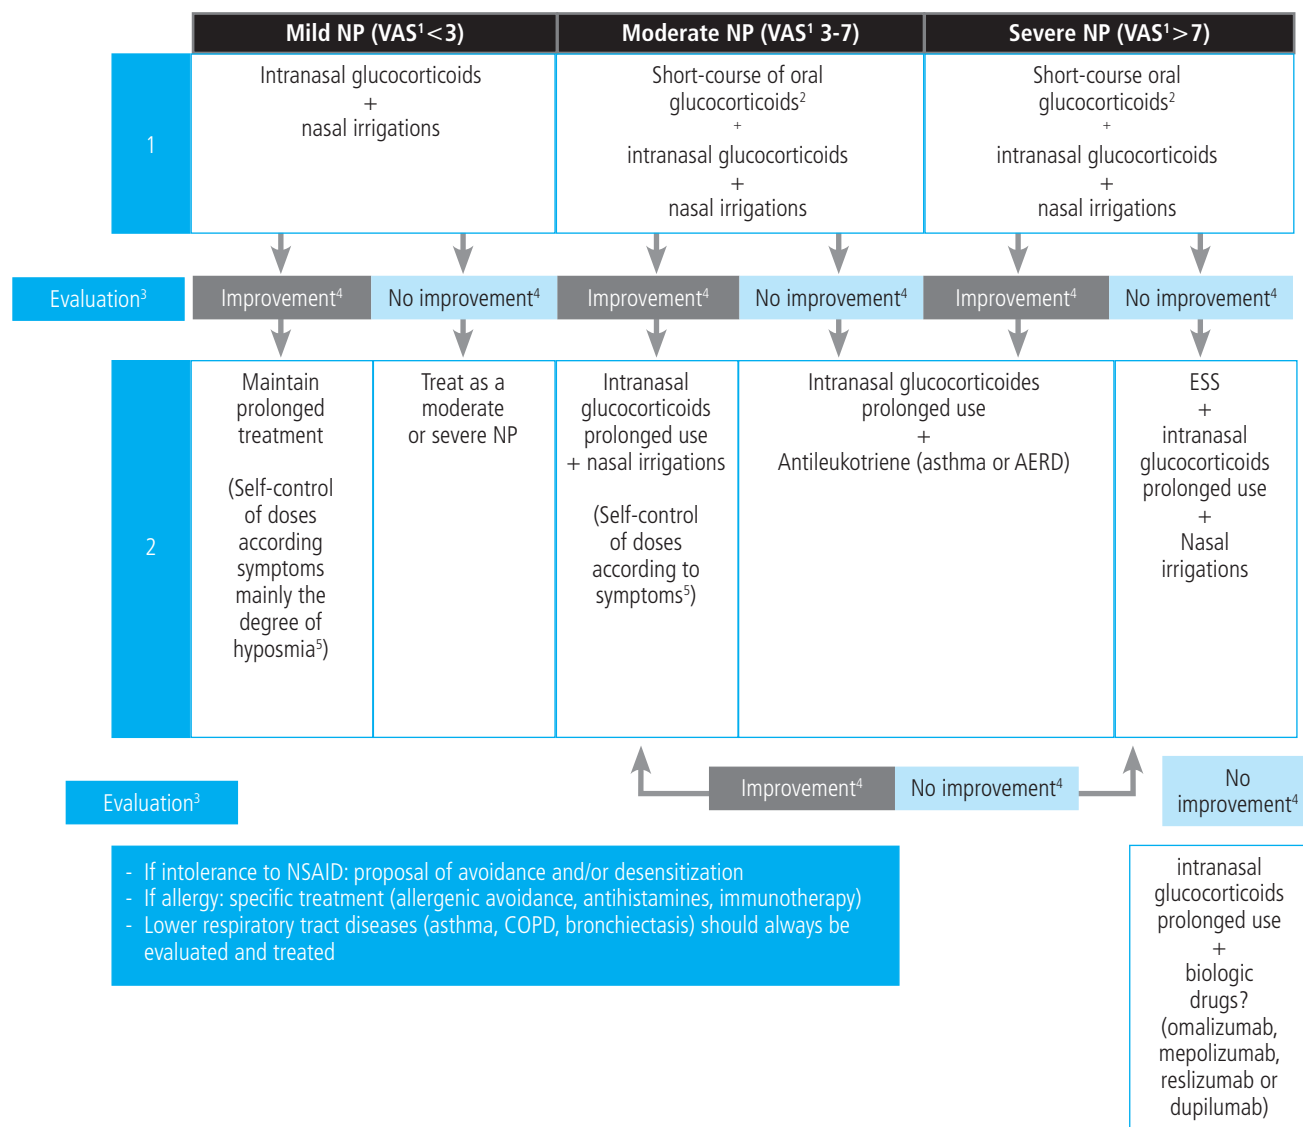 Mild NP (VAS¹<3)
Moderate NP (VAS¹ 3-7)
Severe NP (VAS¹>7)
1
Intranasal glucocorticoids
+
nasal irrigations
Short-course of oral
glucocorticoids²
+
intranasal glucocorticoids
+
nasal irrigations
Short-course oral
glucocorticoids²
+
intranasal glucocorticoids
+
nasal irrigations
Evaluation³
Improvement⁴
No improvement⁴
Improvement⁴
No improvement⁴
Improvement⁴
No improvement⁴
2
Maintain
prolonged
treatment
(Self-control
of doses
according
symptoms
mainly the
degree of
hyposmia⁵)
Treat as a
moderate
or severe NP
Intranasal
glucocorticoids
prolonged use
+ nasal irrigations
(Self-control
of doses
according to
symptoms⁵)
Intranasal glucocorticoides
prolonged use
+
Antileukotriene (asthma or AERD)
ESS
+
intranasal
glucocorticoids
prolonged use
+
Nasal
irrigations
Evaluation³
Improvement⁴
No improvement⁴
No
improvement⁴
- If intolerance to NSAID: proposal of avoidance and/or desensitization
- If allergy: specific treatment (allergenic avoidance, antihistamines, immunotherapy)
- Lower respiratory tract diseases (asthma, COPD, bronchiectasis) should always be
evaluated and treated
intranasal
glucocorticoids
prolonged use
+
biologic
drugs?
(omalizumab,
mepolizumab,
reslizumab or
dupilumab)